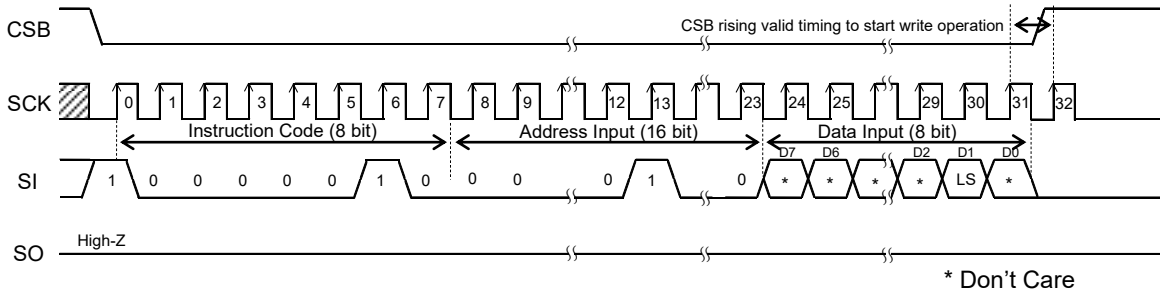 CSB
CSB rising valid timing to start write operation
SCK
0 1 2 3 4 5 6 7 8 9 12 13 23 24 25 29 30 31 32
Instruction Code (8 bit) Address Input (16 bit) Data Input (8 bit)
D7 D6 D2 D1 D0
SI 1 0 0 0 0 0 1 0 0 0 0 1 0 * * * * LS *
High-Z
SO
* Don't Care